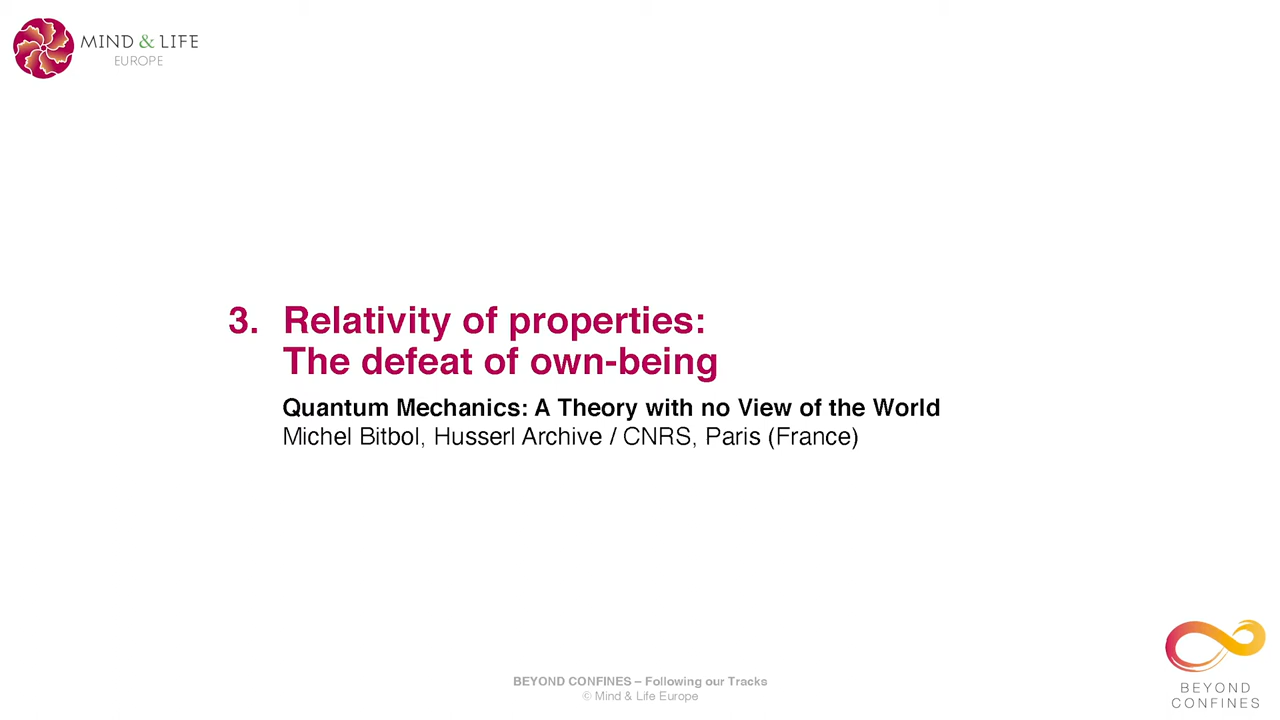 MIND & LIFE
EUROPE
3. Relativity of properties:
The defeat of own-being
Quantum Mechanics: A Theory with no View of the World
Michel Bitbol, Husserl Archive / CNRS, Paris (France)
BEYOND CONFINES – Following our Tracks
© Mind & Life Europe
BEYOND
CONFINES